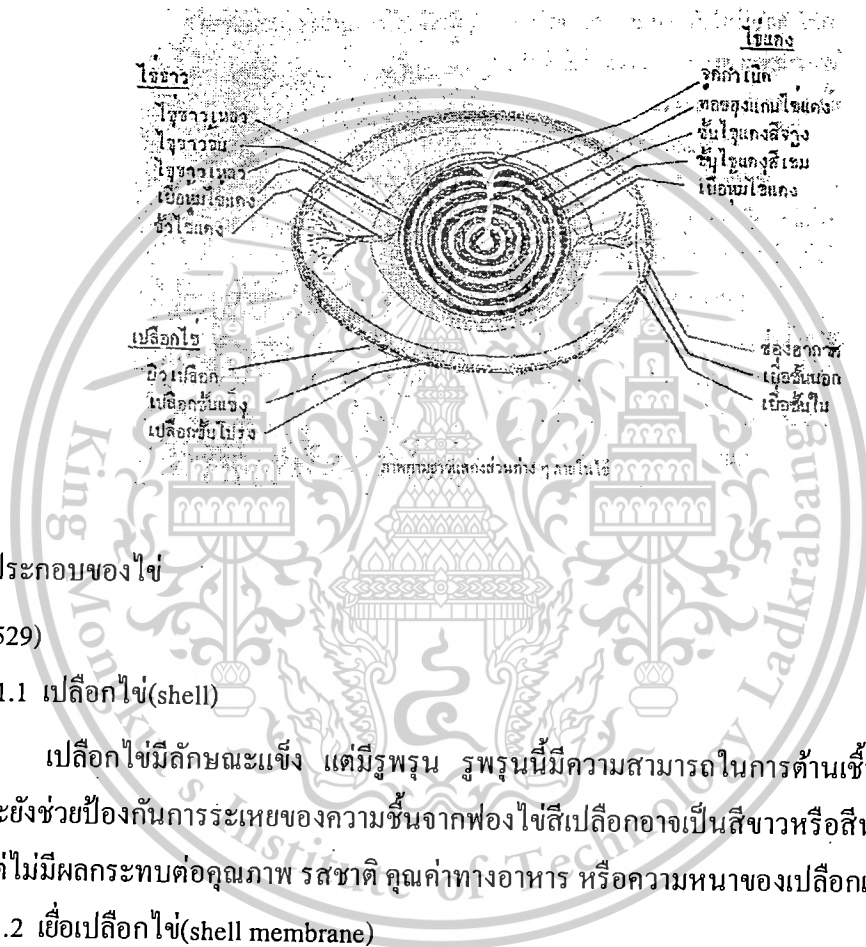 ไข่แดง
ไข่ขาว
จุดกำเนิด
ไข่ขาวเหลว
ท่อของแกนไข่แดง
ไข่ขาวข้น
ชั้นไข่แดงสีจาง
ไข่ขาวเหลว
ชั้นไข่แดงสีเข้ม
เยื่อหุ้มไข่แดง
เยื่อหุ้มไข่แดง
ขั้วไข่แดง
เปลือกไข่
ช่องอากาศ
ผิวเปลือก
เยื่อชั้นนอก
เปลือกชั้นแข็ง
เยื่อชั้นใน
เปลือกชั้นโปร่ง
ภาพตามยาวแสดงส่วนต่าง ๆ ภายในไข่
King Mongkut's Institute of Technology Ladkrabang
ประกอบของไข่
529)
1.1 เปลือกไข่(shell)
เปลือกไข่มีลักษณะแข็ง แต่มีรูพรุน รูพรุนนี้มีความสามารถในการต้านเชื้
ะยังช่วยป้องกันการระเหยของความชื้นจากฟองไข่สีเปลือกอาจเป็นสีขาวหรือสีน
ต่ไม่มีผลกระทบต่อคุณภาพ รสชาติ คุณค่าทางอาหาร หรือความหนาของเปลือกแ
.2 เยื่อเปลือกไข่(shell membrane)